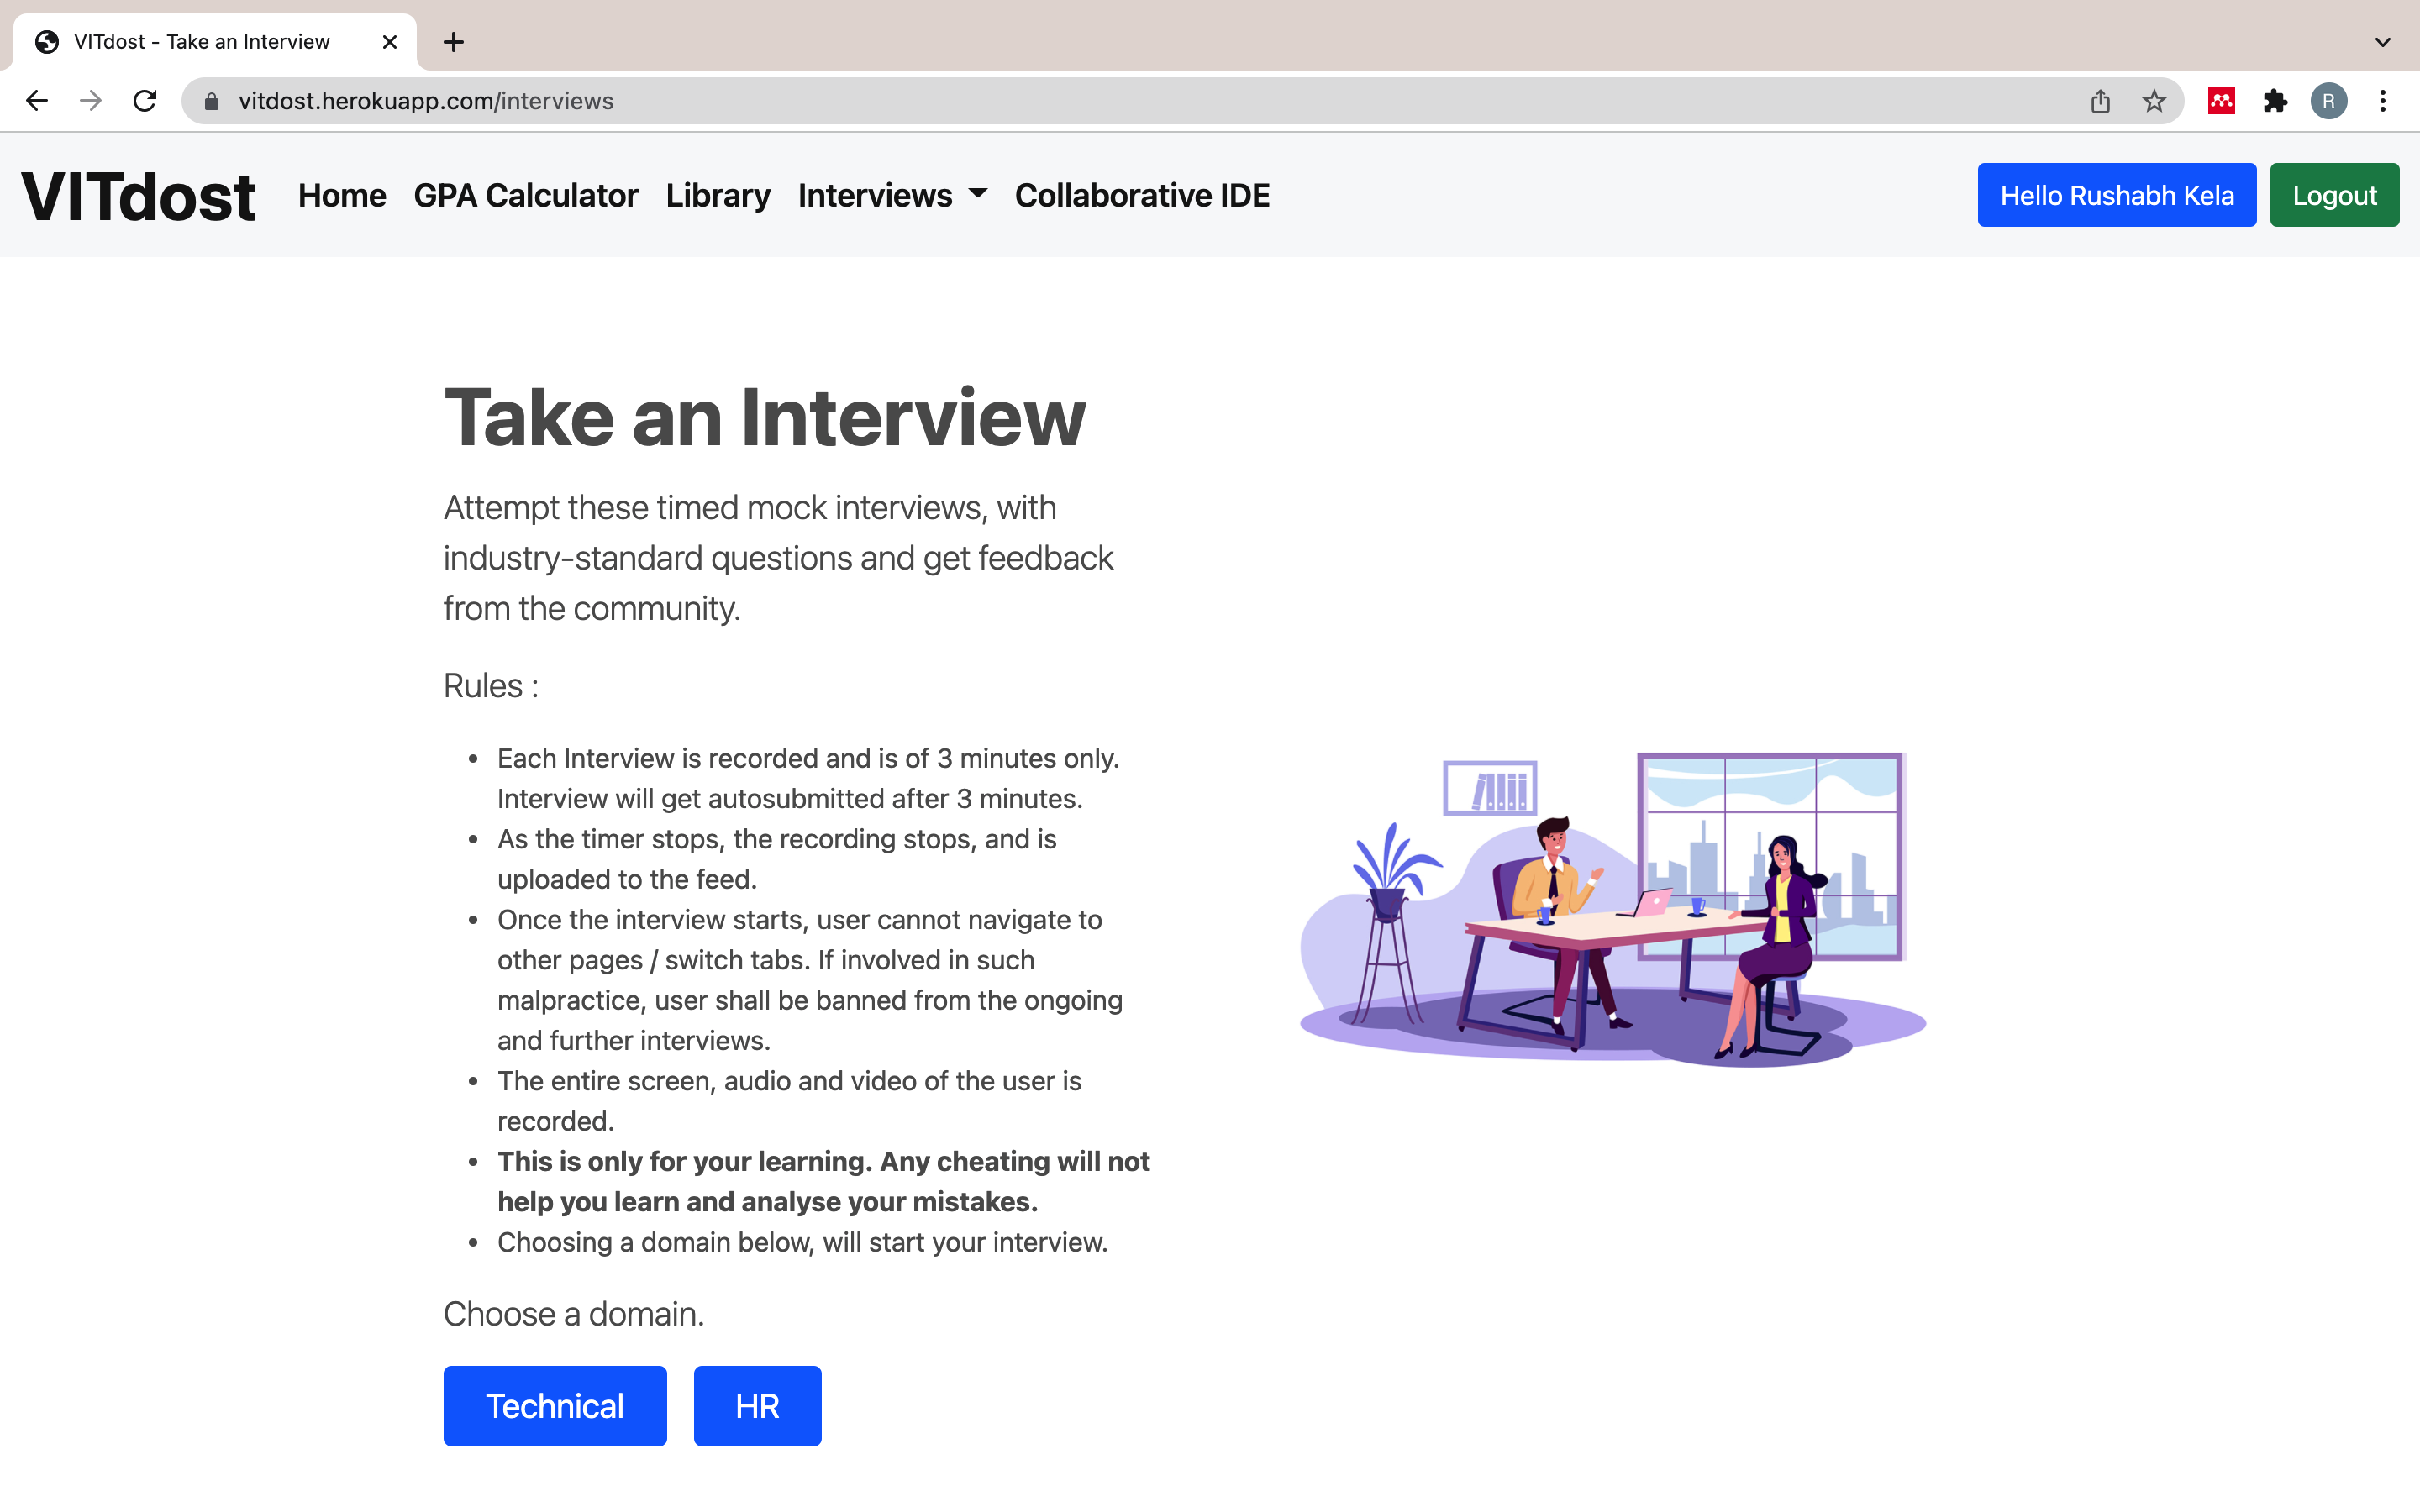 VITdost - Take an Interview
vitdost.herokuapp.com/interviews
R
VITdost Home GPA Calculator Library Interviews Collaborative IDE Hello Rushabh Kela Logout
Take an Interview
Attempt these timed mock interviews, with
industry-standard questions and get feedback
from the community.
Rules :
• Each Interview is recorded and is of 3 minutes only.
Interview will get autosubmitted after 3 minutes.
• As the timer stops, the recording stops, and is
uploaded to the feed.
• Once the interview starts, user cannot navigate to
other pages / switch tabs. If involved in such
malpractice, user shall be banned from the ongoing
and further interviews.
• The entire screen, audio and video of the user is
recorded.
• This is only for your learning. Any cheating will not
help you learn and analyse your mistakes.
• Choosing a domain below, will start your interview.
Choose a domain.
Technical HR